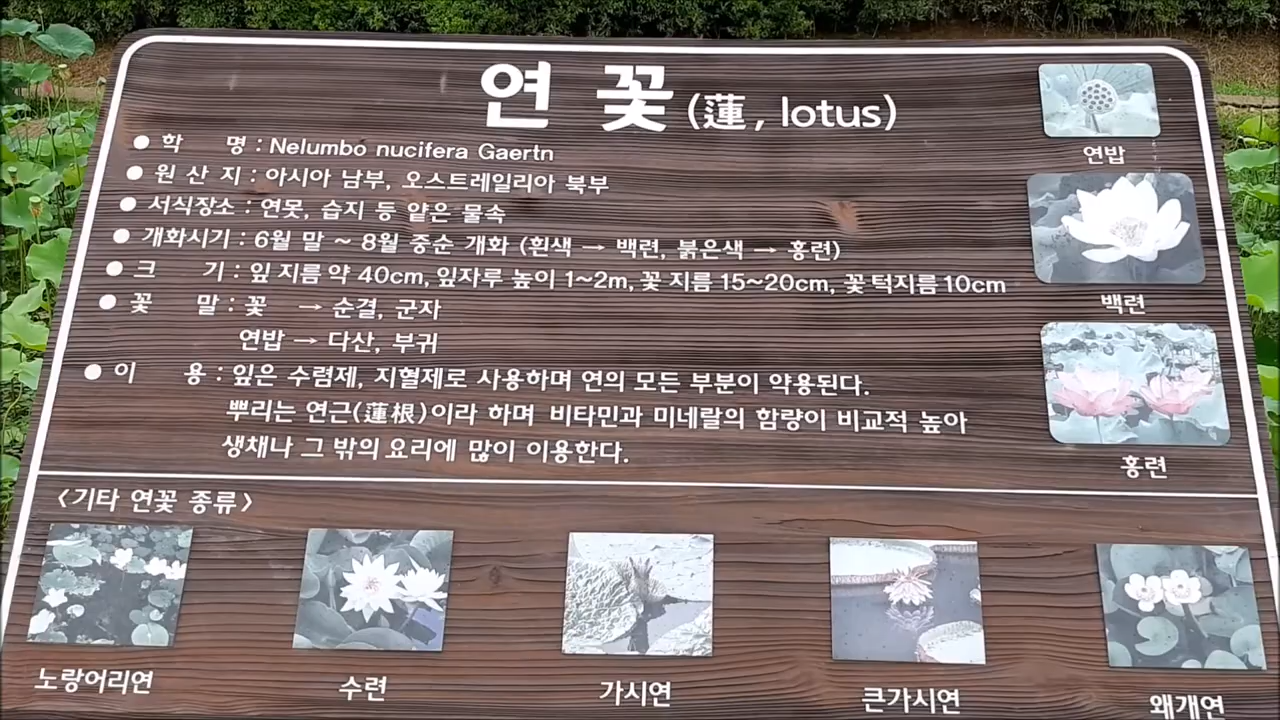 연 꽃 (蓮, lotus)
● 학 명 : Nelumbo nucifera Gaertn
● 원 산 지 : 아시아 남부, 오스트레일리아 북부
● 서식장소 : 연못, 습지 등 얕은 물속
● 개화시기 : 6월 말 ~ 8월 중순 개화 (흰색 → 백련, 붉은색 → 홍련)
● 크 기 : 잎 지름 약 40cm, 잎자루 높이 1~2m, 꽃 지름 15~20cm, 꽃턱지름 10cm
● 꽃 말 : 꽃 → 순결, 군자
연밥 → 다산, 부귀
● 이 용 : 잎은 수렴제, 지혈제로 사용하며 연의 모든 부분이 약용된다.
뿌리는 연근(蓮根)이라 하며 비타민과 미네랄의 함량이 비교적 높아
생채나 그 밖의 요리에 많이 이용한다.
연밥
백련
홍련
<기타 연꽃 종류>
노랑어리연
수련
가시연
큰가시연
왜개연